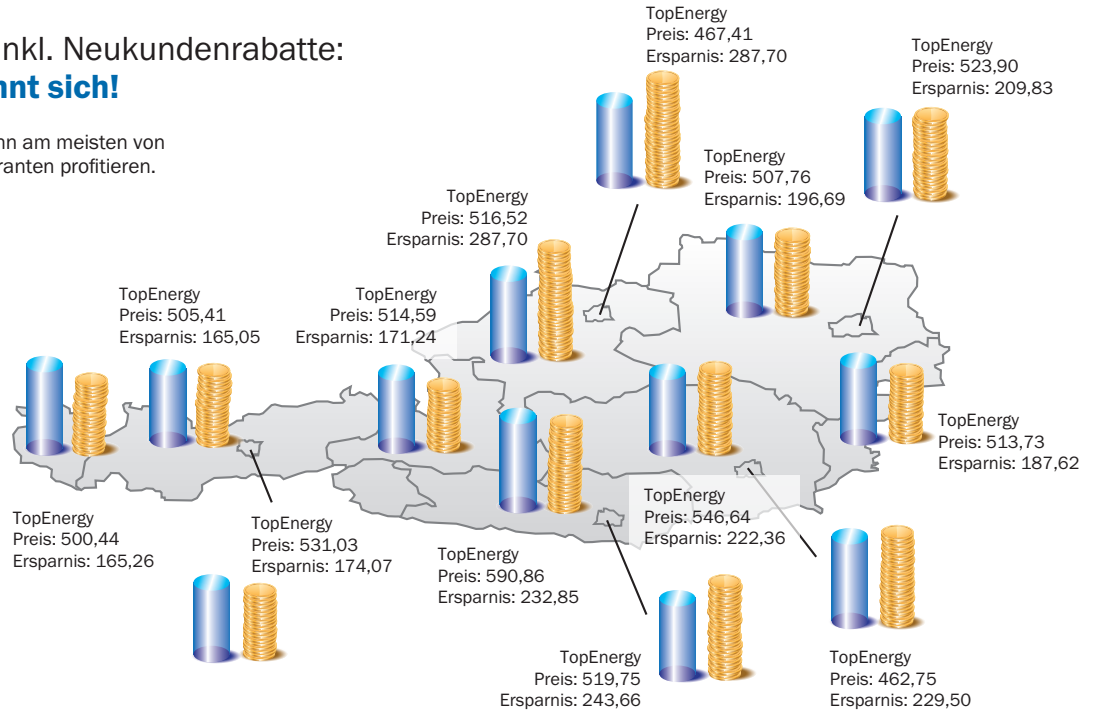 nkl. Neukundenrabatte:
nnt sich!
nn am meisten von
ranten profitieren.
TopEnergy
Preis: 467,41
Ersparnis: 287,70
TopEnergy
Preis: 523,90
Ersparnis: 209,83
TopEnergy
Preis: 507,76
Ersparnis: 196,69
TopEnergy
Preis: 516,52
Ersparnis: 287,70
TopEnergy
Preis: 505,41
Ersparnis: 165,05
TopEnergy
Preis: 514,59
Ersparnis: 171,24
TopEnergy
Preis: 513,73
Ersparnis: 187,62
TopEnergy
Preis: 500,44
Ersparnis: 165,26
TopEnergy
Preis: 531,03
Ersparnis: 174,07
TopEnergy
Preis: 590,86
Ersparnis: 232,85
TopEnergy
Preis: 546,64
Ersparnis: 222,36
TopEnergy
Preis: 519,75
Ersparnis: 243,66
TopEnergy
Preis: 462,75
Ersparnis: 229,50